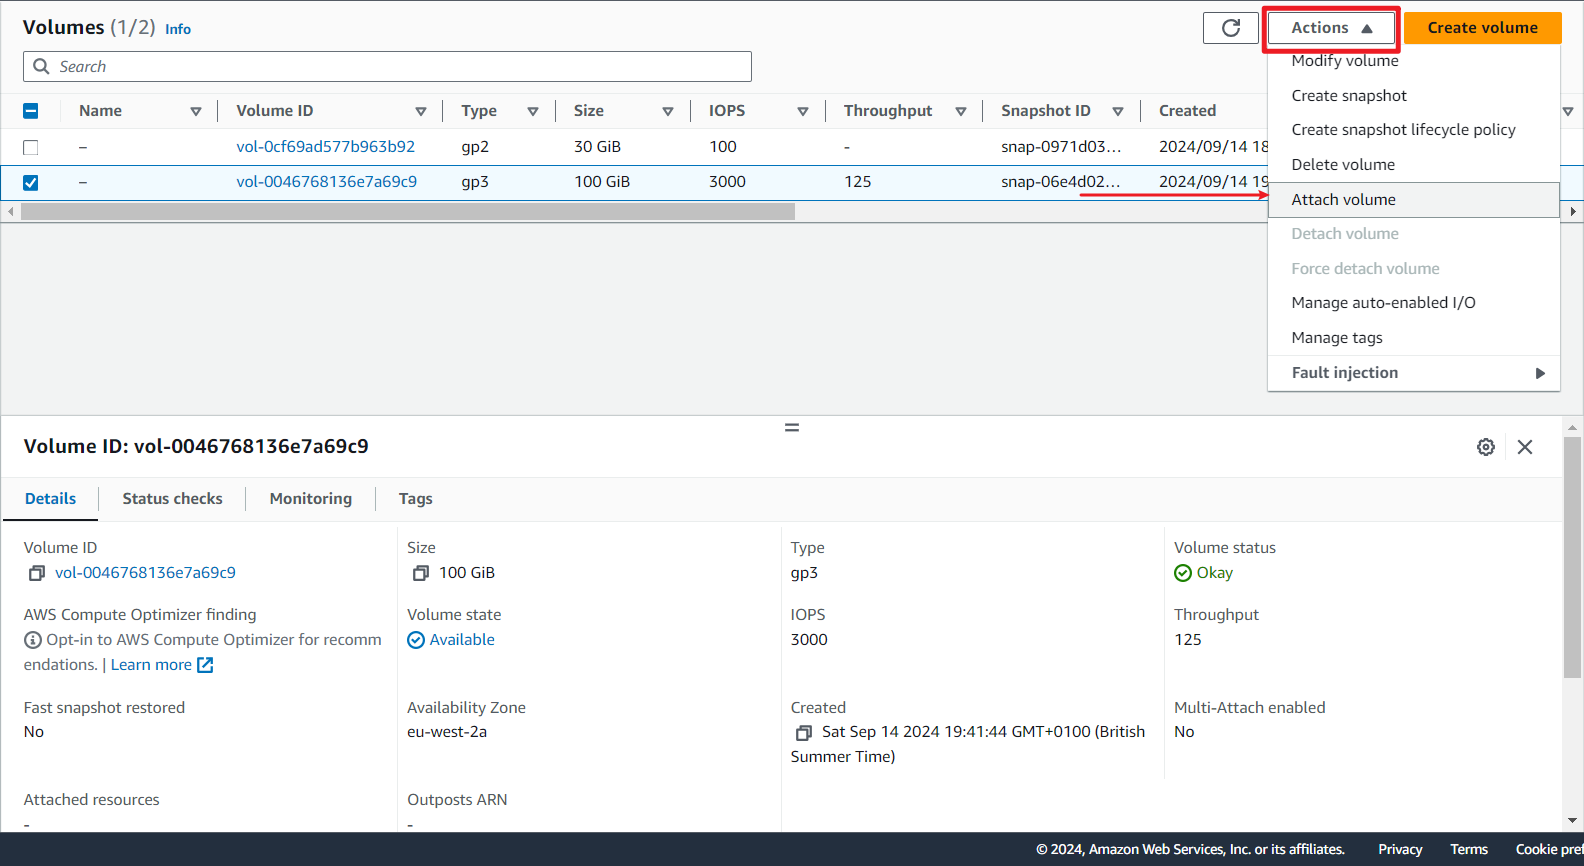 Volumes (1/2) Info
Actions
Create volume
Search
Name Volume ID Type Size IOPS Throughput Snapshot ID Created
– vol-0cf69ad577b963b92 gp2 30 GiB 100 - snap-0971d03... 2024/09/14 18
– vol-0046768136e7a69c9 gp3 100 GiB 3000 125 snap-06e4d02... 2024/09/14 19
Modify volume
Create snapshot
Create snapshot lifecycle policy
Delete volume
Attach volume
Detach volume
Force detach volume
Manage auto-enabled I/O
Manage tags
Fault injection
Volume ID: vol-0046768136e7a69c9
Details Status checks Monitoring Tags
Volume ID
vol-0046768136e7a69c9
Size
100 GiB
Type
gp3
Volume status
Okay
AWS Compute Optimizer finding
Opt-in to AWS Compute Optimizer for recomm
endations. | Learn more
Volume state
Available
IOPS
3000
Throughput
125
Fast snapshot restored
No
Availability Zone
eu-west-2a
Created
Sat Sep 14 2024 19:41:44 GMT+0100 (British
Summer Time)
Multi-Attach enabled
No
Attached resources
-
Outposts ARN
-
© 2024, Amazon Web Services, Inc. or its affiliates. Privacy Terms Cookie pref